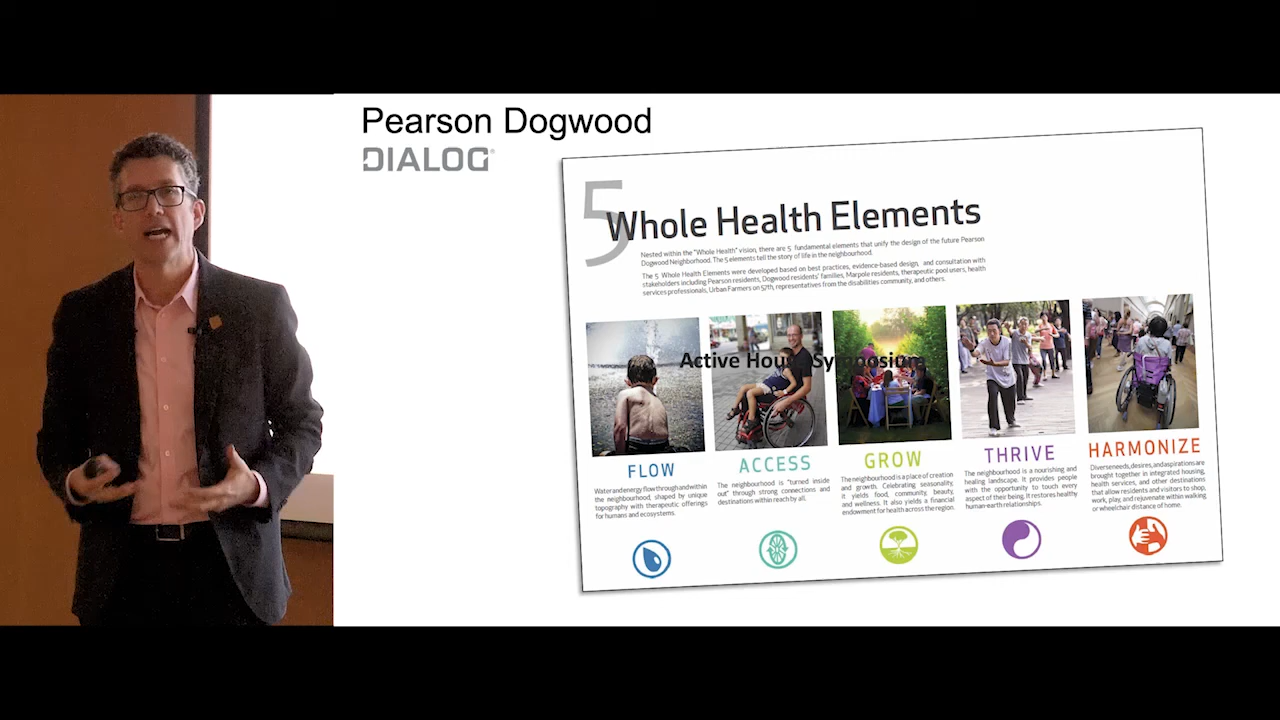 Pearson Dogwood
DIALOG®
5 Whole Health Elements
Nested within the "Whole Health" vision, there are 5 fundamental elements that unify the design of the future Pearson
Dogwood Neighborhood. The 5 elements tell the story of life in the neighbourhood.
The 5 Whole Health Elements were developed based on best practices, evidence-based design, and consultation with
stakeholders including Pearson residents, Dogwood residents' families, Marpole residents, therapeutic pool users, health
services professionals, Urban Farmers on 57th, representatives from the disabilities community, and others.
Active House Symposium
FLOW
Water and energy flow through and within
the neighbourhood, shaped by unique
topography with therapeutic offerings
for humans and ecosystems.
ACCESS
The neighbourhood is "turned inside
out" through strong connections and
destinations within reach by all.
GROW
The neighbourhood is a place of creation
and growth. Celebrating seasonality,
it yields food, community, beauty,
and wellness. It also yields a financial
endowment for health across the region.
THRIVE
The neighbourhood is a nourishing and
healing landscape. It provides people
with the opportunity to touch every
aspect of their being. It restores healthy
human-earth relationships.
HARMONIZE
Diverse needs, desires, and aspirations are
brought together in integrated housing,
health services, and other destinations
that allow residents and visitors to shop,
work, play, and rejuvenate within walking
or wheelchair distance of home.